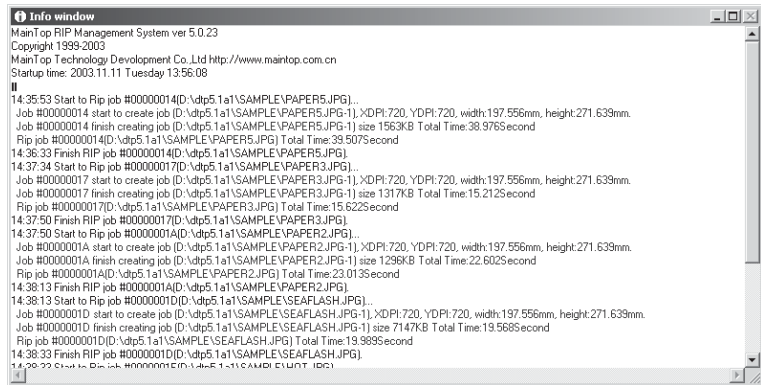 Info window
MainTop RIP Management System ver 5.0.23
Copyright 1999-2003
MainTop Technology Devolopment Co.,Ltd http://www.maintop.com.cn
Startup time: 2003.11.11 Tuesday 13:56:08
14:35:53 Start to Rip job #00000014(D:\dtp5.1a1\SAMPLE\PAPER5.JPG)...
Job #00000014 start to create job (D:\dtp5.1a1\SAMPLE\PAPER5.JPG-1), XDPI:720, YDPI:720, width:197.556mm, height:271.639mm.
Job #00000014 finish create job (D:\dtp5.1a1\SAMPLE\PAPER5.JPG-1) size 1563KB Total Time:38.976Second
Rip job #00000014(D:\dtp5.1a1\SAMPLE\PAPER5.JPG) Total Time:39.507Second
14:36:33 Finish RIP job #00000014(D:\dtp5.1a1\SAMPLE\PAPER5.JPG).
14:37:34 Start to Rip job #00000017(D:\dtp5.1a1\SAMPLE\PAPER3.JPG)...
Job #00000017 start to create job (D:\dtp5.1a1\SAMPLE\PAPER3.JPG-1), XDPI:720, YDPI:720, width:197.556mm, height:271.639mm.
Job #00000017 finish creating job (D:\dtp5.1a1\SAMPLE\PAPER3.JPG-1) size 1317KB Total Time:15.212Second
Rip job #00000017(D:\dtp5.1a1\SAMPLE\PAPER3.JPG) Total Time:15.622Second
14:37:50 Finish RIP job #00000017(D:\dtp5.1a1\SAMPLE\PAPER3.JPG).
14:37:50 Start to Rip job #0000001A(D:\dtp5.1a1\SAMPLE\PAPER2.JPG)...
Job #0000001A start to create job (D:\dtp5.1a1\SAMPLE\PAPER2.JPG-1), XDPI:720, YDPI:720, width:197.556mm, height:271.639mm.
Job #0000001A finish creating job (D:\dtp5.1a1\SAMPLE\PAPER2.JPG-1) size 1296KB Total Time:22.602Second
Rip job #0000001A(D:\dtp5.1a1\SAMPLE\PAPER2.JPG) Total Time:23.013Second
14:38:13 Finish RIP job #0000001A(D:\dtp5.1a1\SAMPLE\PAPER2.JPG).
14:38:13 Start to Rip job #0000001D(D:\dtp5.1a1\SAMPLE\SEAFLASH.JPG)...
Job #0000001D start to create job (D:\dtp5.1a1\SAMPLE\SEAFLASH.JPG-1), XDPI:720, YDPI:720, width:197.556mm, height:271.639mm.
Job #0000001D finish creating job (D:\dtp5.1a1\SAMPLE\SEAFLASH.JPG-1) size 7147KB Total Time:19.568Second
Rip job #0000001D(D:\dtp5.1a1\SAMPLE\SEAFLASH.JPG) Total Time:19.989Second
14:38:33 Finish RIP job #0000001D(D:\dtp5.1a1\SAMPLE\SEAFLASH.JPG).